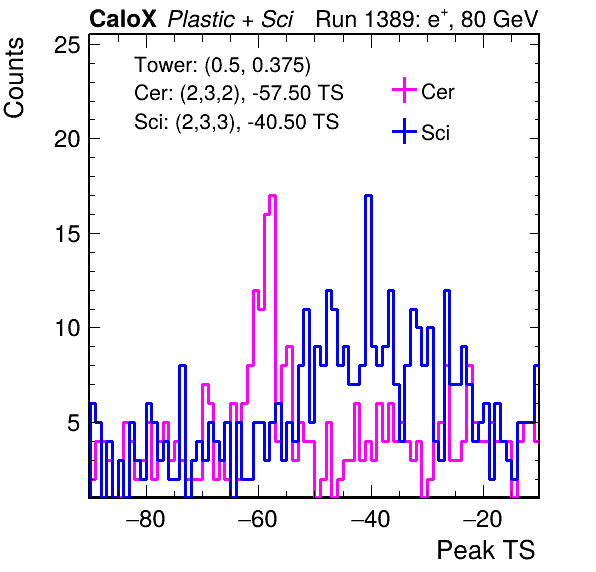 CaloX Plastic + Sci Run 1389: e+, 80 GeV
Counts
25
Tower: (0.5, 0.375)
Cer: (2,3,2), -57.50 TS
Cer
Sci: (2,3,3), -40.50 TS
Sci
20
15
10
5
−80 −60 −40 −20
Peak TS